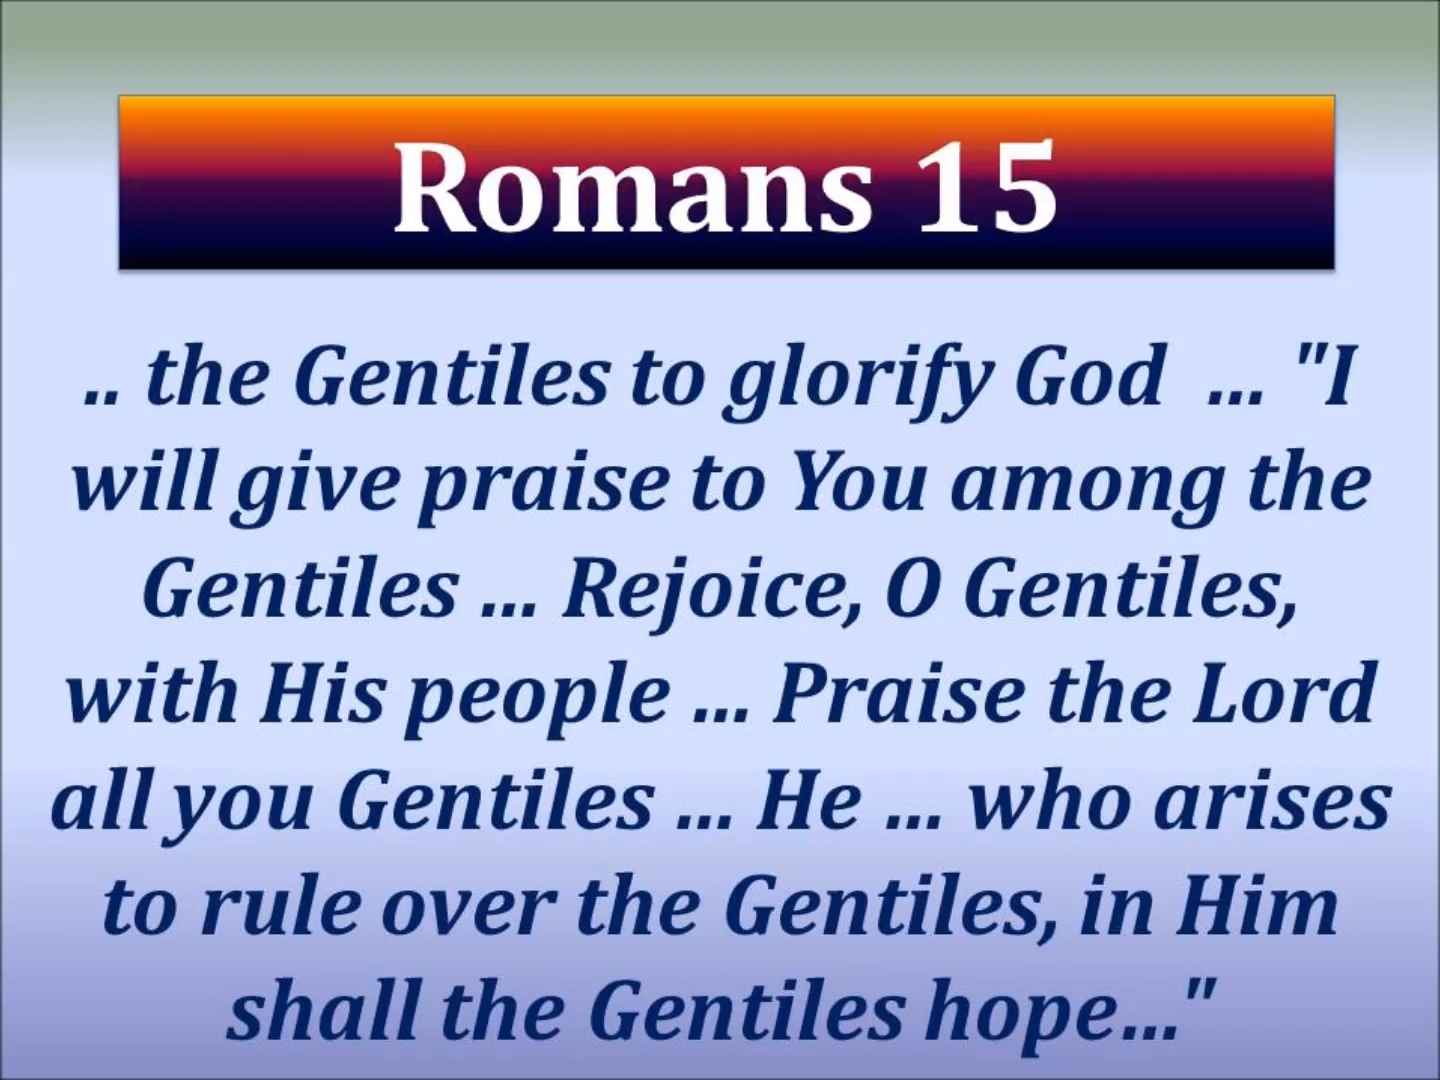 Romans 15
.. the Gentiles to glorify God  ... "I
will give praise to You among the
Gentiles ... Rejoice, O Gentiles,
with His people ... Praise the Lord
all you Gentiles ... He ... who arises
to rule over the Gentiles, in Him
shall the Gentiles hope..."